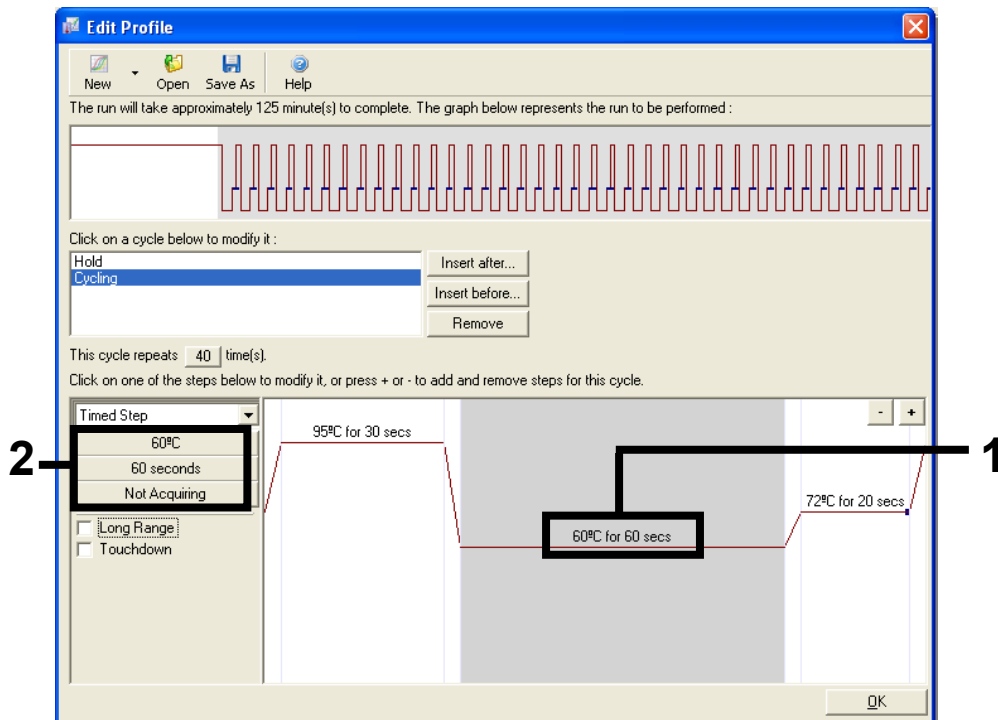 Edit Profile
New Open Save As Help
The run will take approximately 125 minute(s) to complete. The graph below represents the run to be performed :
Click on a cycle below to modify it :
Hold
Cycling
Insert after...
Insert before...
Remove
This cycle repeats 40 time(s).
Click on one of the steps below to modify it, or press + or - to add and remove steps for this cycle.
Timed Step
- +
60ºC
60 seconds
Not Acquiring
Long Range
Touchdown
95ºC for 30 secs
60ºC for 60 secs
72ºC for 20 secs
2
1
OK